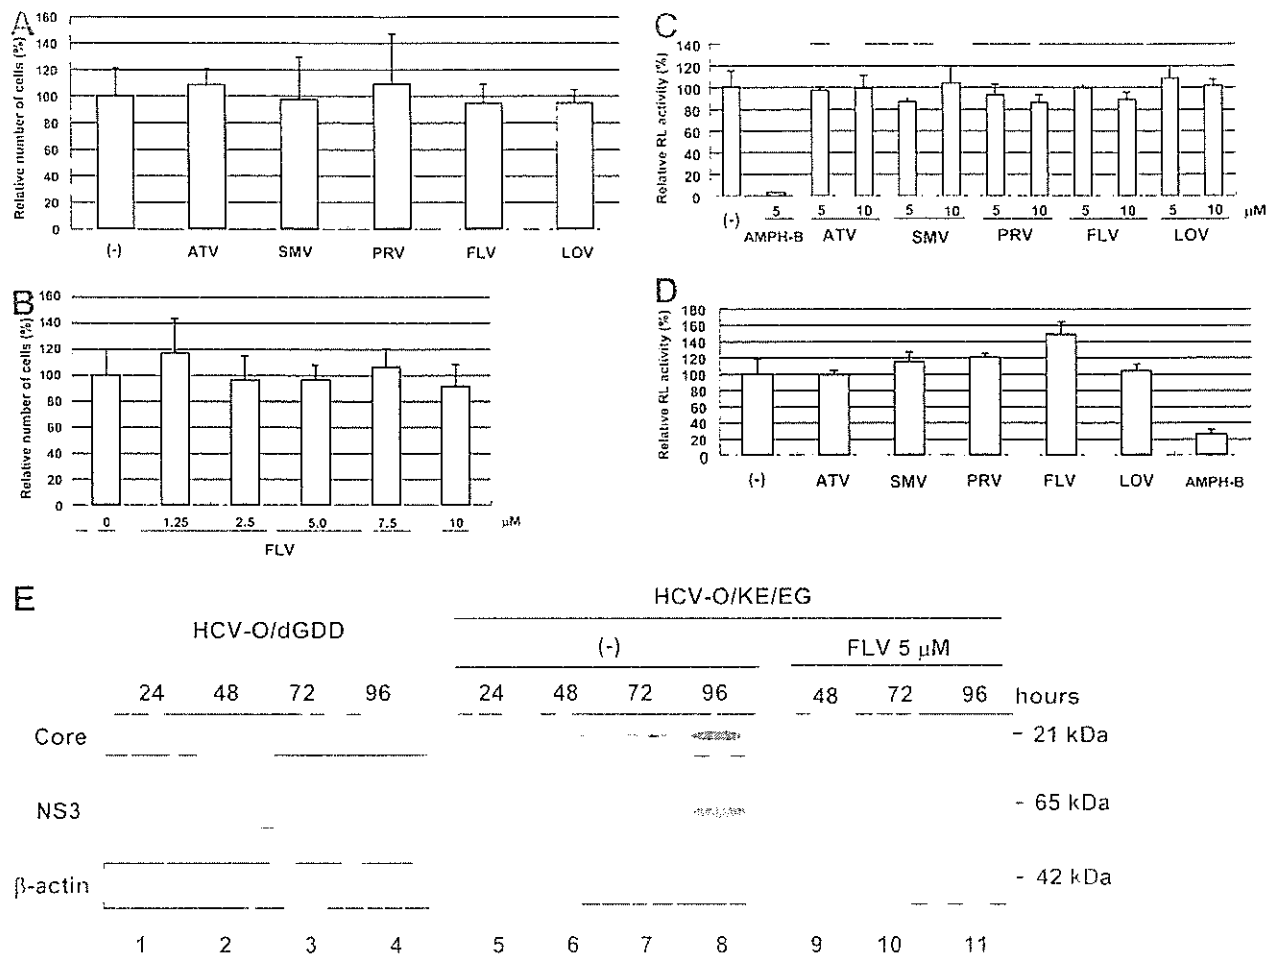 A
Relative number of cells (%)
160
140
120
100
80
60
40
20
0
(-) ATV SMV PRV FLV LOV
B
Relative number of cells (%)
160
140
120
100
80
60
40
20
0
0 1.25 2.5 5.0 7.5 10 μM
FLV
C
Relative RL activity (%)
140
120
100
80
60
40
20
0
5 5 10 5 10 5 10 5 10 5 10 μM
(-) AMPH-B ATV SMV PRV FLV LOV
D
Relative RL activity (%)
180
160
140
120
100
80
60
40
20
0
(-) ATV SMV PRV FLV LOV AMPH-B
E
HCV-O/KE/EG
HCV-O/dGDD
(-) FLV 5 μM
24 48 72 96 24 48 72 96 48 72 96 hours
Core - 21 kDa
NS3 - 65 kDa
β-actin - 42 kDa
1 2 3 4 5 6 7 8 9 10 11